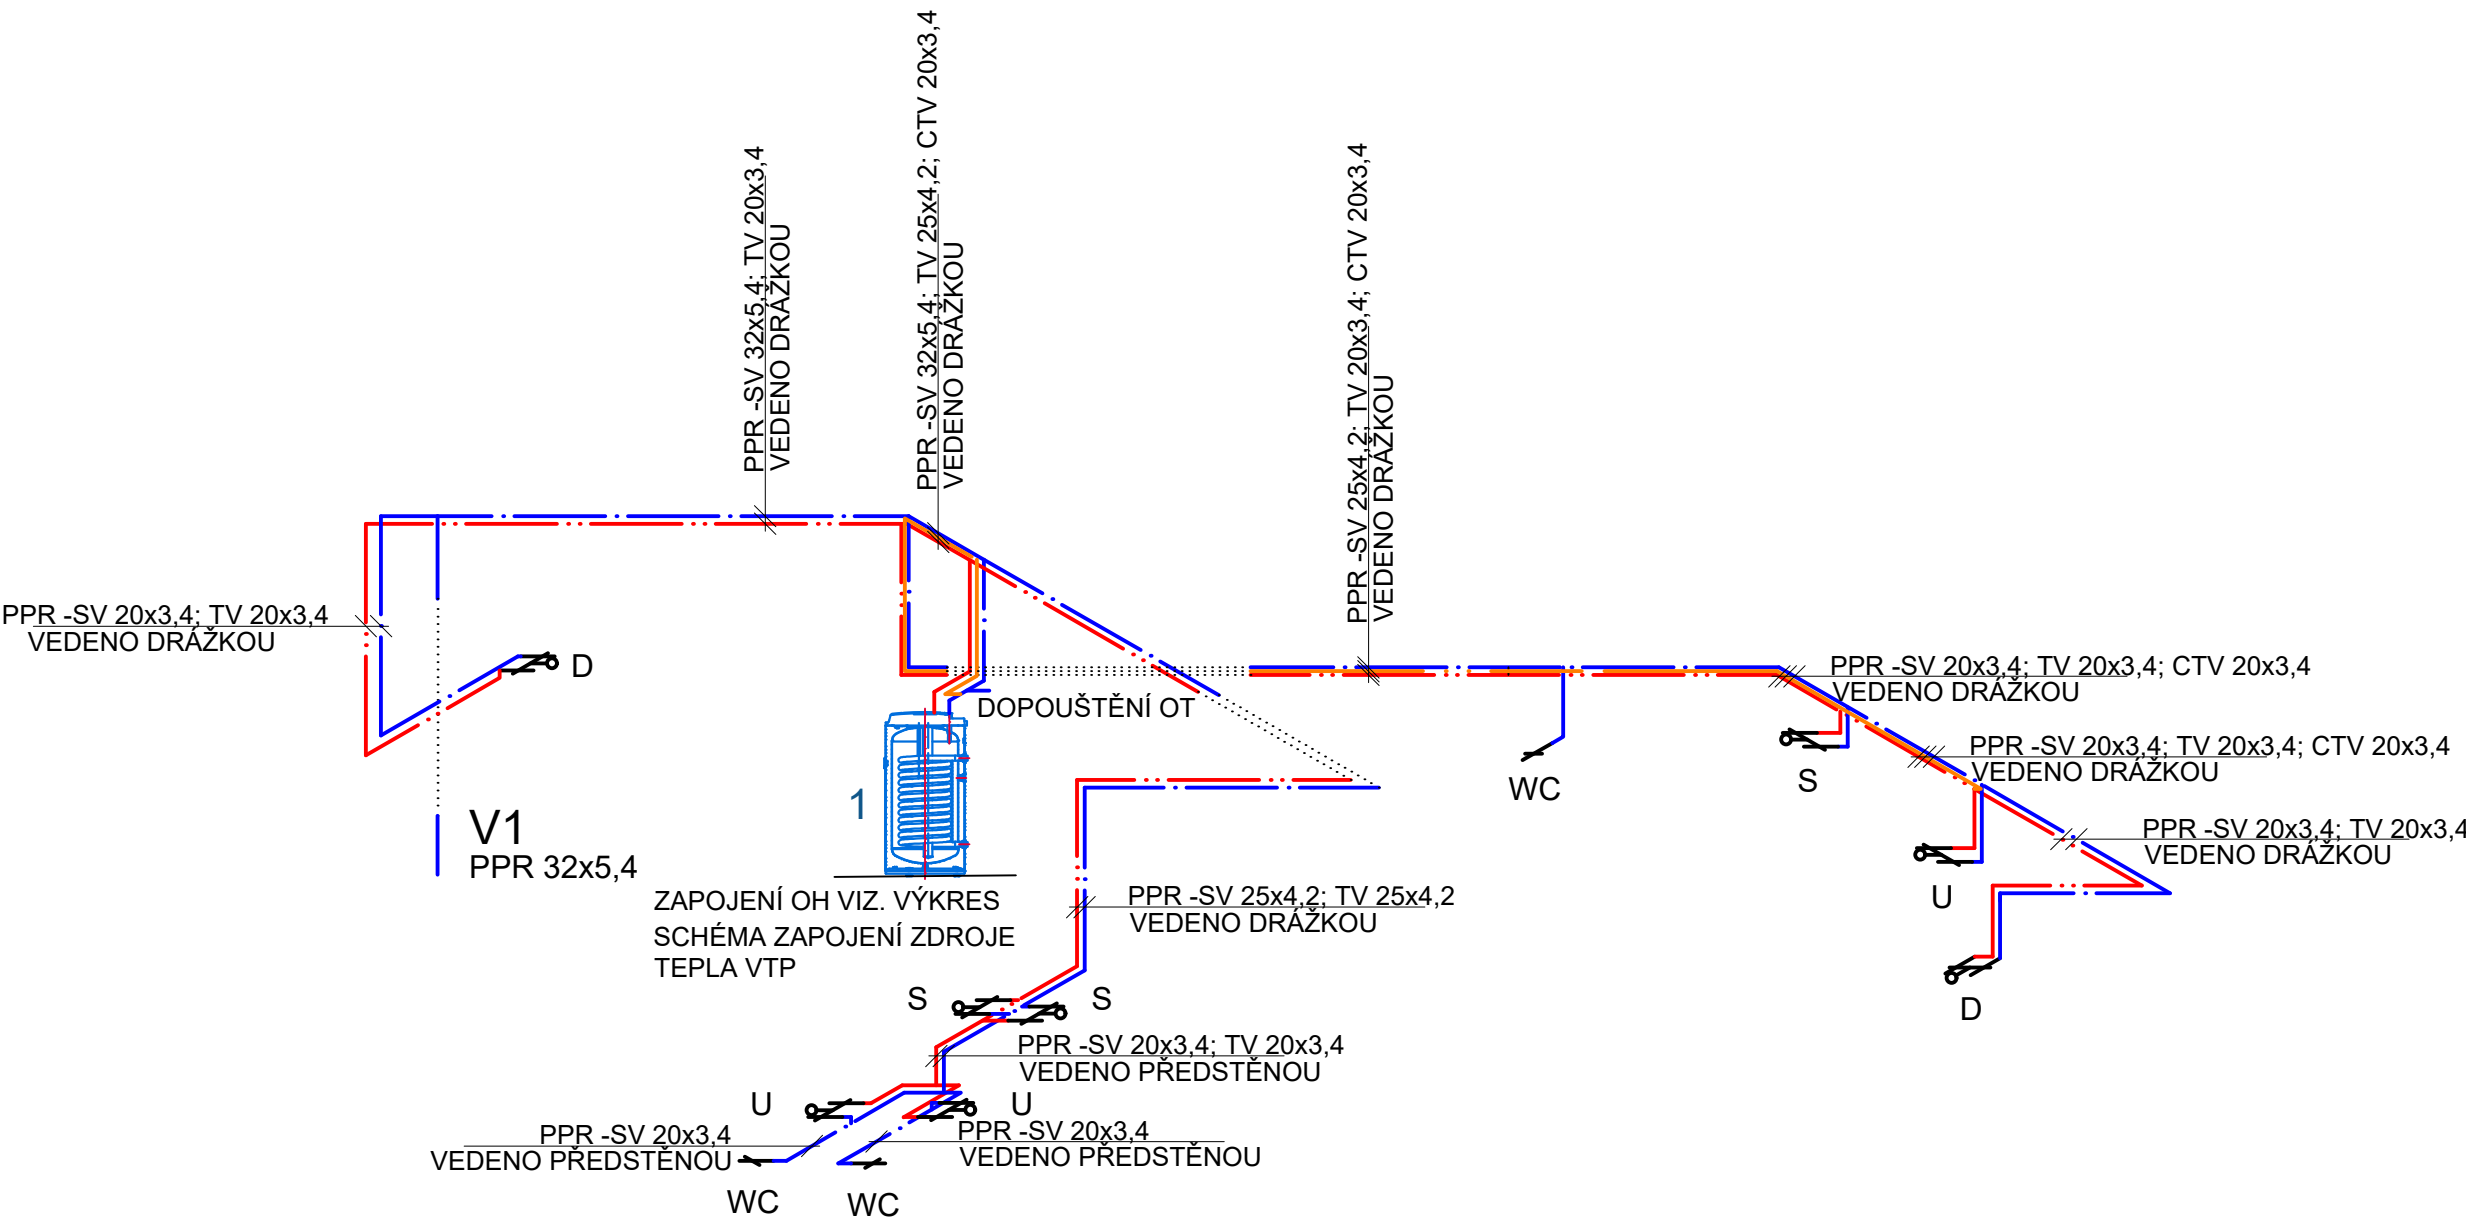 PPR -SV 32x5,4; TV 20x3,4
VEDENO DRÁŽKOU
PPR -SV 32x5,4; TV 25x4,2; CTV 20x3,4
VEDENO DRÁŽKOU
PPR -SV 25x4,2; TV 20x3,4; CTV 20x3,4
VEDENO DRÁŽKOU
PPR -SV 20x3,4; TV 20x3,4
VEDENO DRÁŽKOU
D
PPR -SV 20x3,4; TV 20x3,4; CTV 20x3,4
VEDENO DRÁŽKOU
DOPOUŠTĚNÍ OT
PPR -SV 20x3,4; TV 20x3,4; CTV 20x3,4
VEDENO DRÁŽKOU
WC
S
1
V1
PPR 32x5,4
PPR -SV 20x3,4; TV 20x3,4
VEDENO DRÁŽKOU
U
ZAPOJENÍ OH VIZ. VÝKRES
SCHÉMA ZAPOJENÍ ZDROJE
TEPLA VTP
PPR -SV 25x4,2; TV 25x4,2
VEDENO DRÁŽKOU
S
S
D
PPR -SV 20x3,4; TV 20x3,4
VEDENO PŘEDSTĚNOU
U
U
PPR -SV 20x3,4
VEDENO PŘEDSTĚNOU
PPR -SV 20x3,4
VEDENO PŘEDSTĚNOU
WC
WC